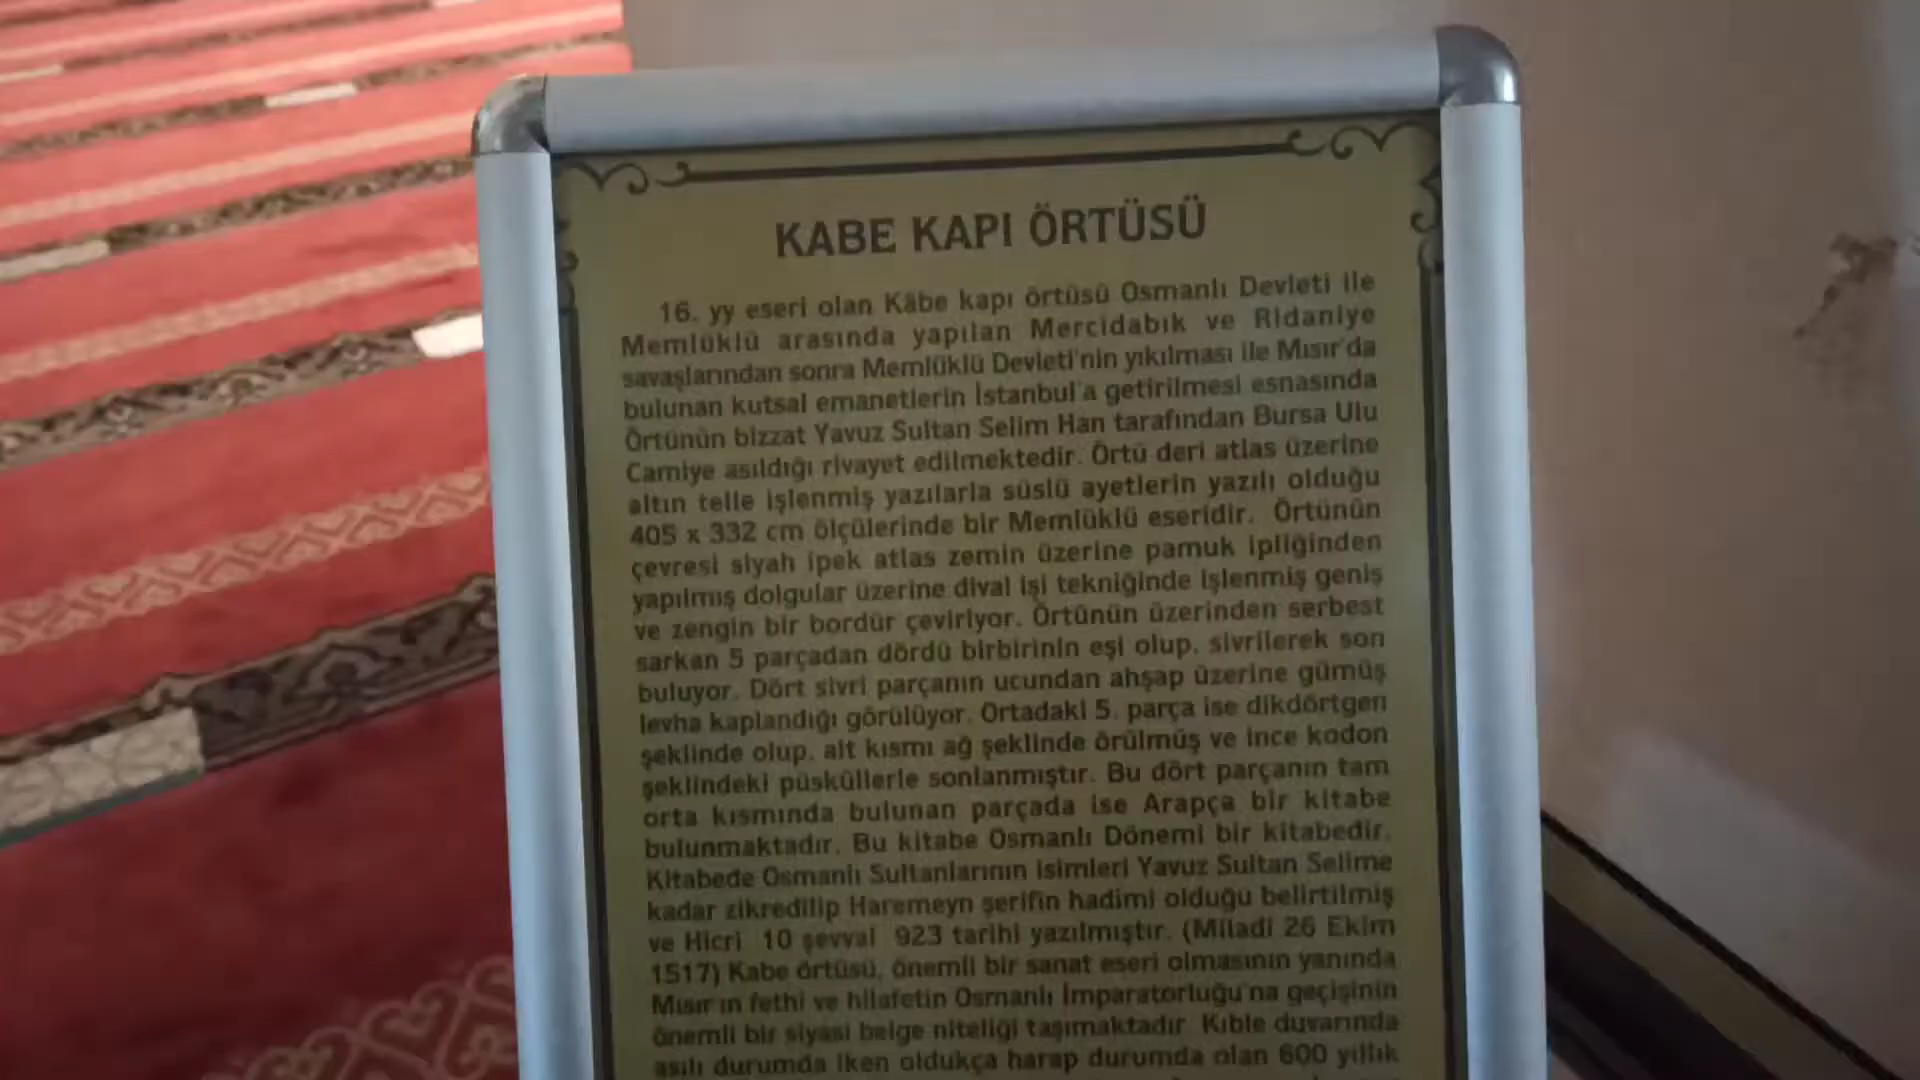 KABE KAPI ÖRTÜSÜ
16. yy eseri olan Kâbe kapı örtüsü Osmanlı Devleti ile
Memlüklü arasında yapılan Mercidabık ve Ridaniye
savaşlarından sonra Memlüklü Devleti'nin yıkılması ile Mısır'da
bulunan kutsal emanetlerin İstanbul'a getirilmesi esnasında
Örtünün bizzat Yavuz Sultan Selim Han tarafından Bursa Ulu
Camiye asıldığı rivayet edilmektedir. Örtü deri atlas üzerine
altın telle işlenmiş yazılarla süslü ayetlerin yazılı olduğu
405 x 332 cm ölçülerinde bir Memlüklü eseridir. Örtünün
çevresi siyah ipek atlas zemin üzerine pamuk ipliğinden
yapılmış dolgular üzerine dival işi tekniğinde işlenmiş geniş
ve zengin bir bordür çeviriyor. Örtünün üzerinden serbest
sarkan 5 parçadan dördü birbirinin eşi olup, sivrilerek son
buluyor. Dört sivri parçanın ucundan ahşap üzerine gümüş
levha kaplandığı görülüyor. Ortadaki 5. parça ise dikdörtgen
şeklinde olup, alt kısmı ağ şeklinde örülmüş ve ince kodon
şeklindeki püsküllerle sonlanmıştır. Bu dört parçanın tam
orta kısmında bulunan parçada ise Arapça bir kitabe
bulunmaktadır. Bu kitabe Osmanlı Dönemi bir kitabedir.
Kitabede Osmanlı Sultanlarının isimleri Yavuz Sultan Selime
kadar zikredilip Haremeyn şerifin hadimi olduğu belirtilmiş
ve Hicri 10 şevval 923 tarihi yazılmıştır. (Miladi 26 Ekim
1517) Kabe örtüsü, önemli bir sanat eseri olmasının yanında
Mısır'ın fethi ve hilafetin Osmanlı İmparatorluğu'na geçişinin
önemli bir siyasi belge niteliği taşımaktadır. Kıble duvarında
asılı durumda iken oldukça harap durumda olan 600 yıllık